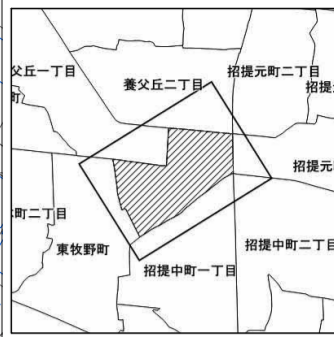 父丘一丁目
養父丘二丁目
招提元町二丁目
招提
町
招提元
町二丁目
東牧野町
招提中町一丁目
招提中町二丁目